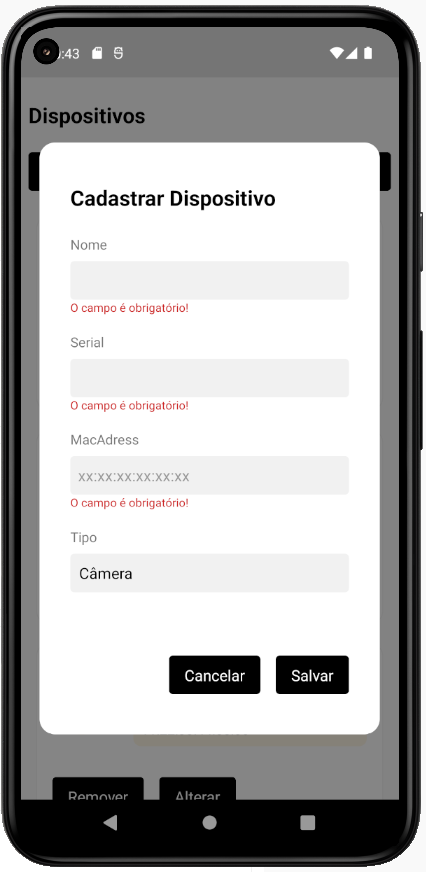 :43
Dispositivos
Cadastrar Dispositivo
Nome
O campo é obrigatório!
Serial
O campo é obrigatório!
MacAdress
xx:xx:xx:xx:xx:xx
O campo é obrigatório!
Tipo
Câmera
Cancelar Salvar
Remover Alterar